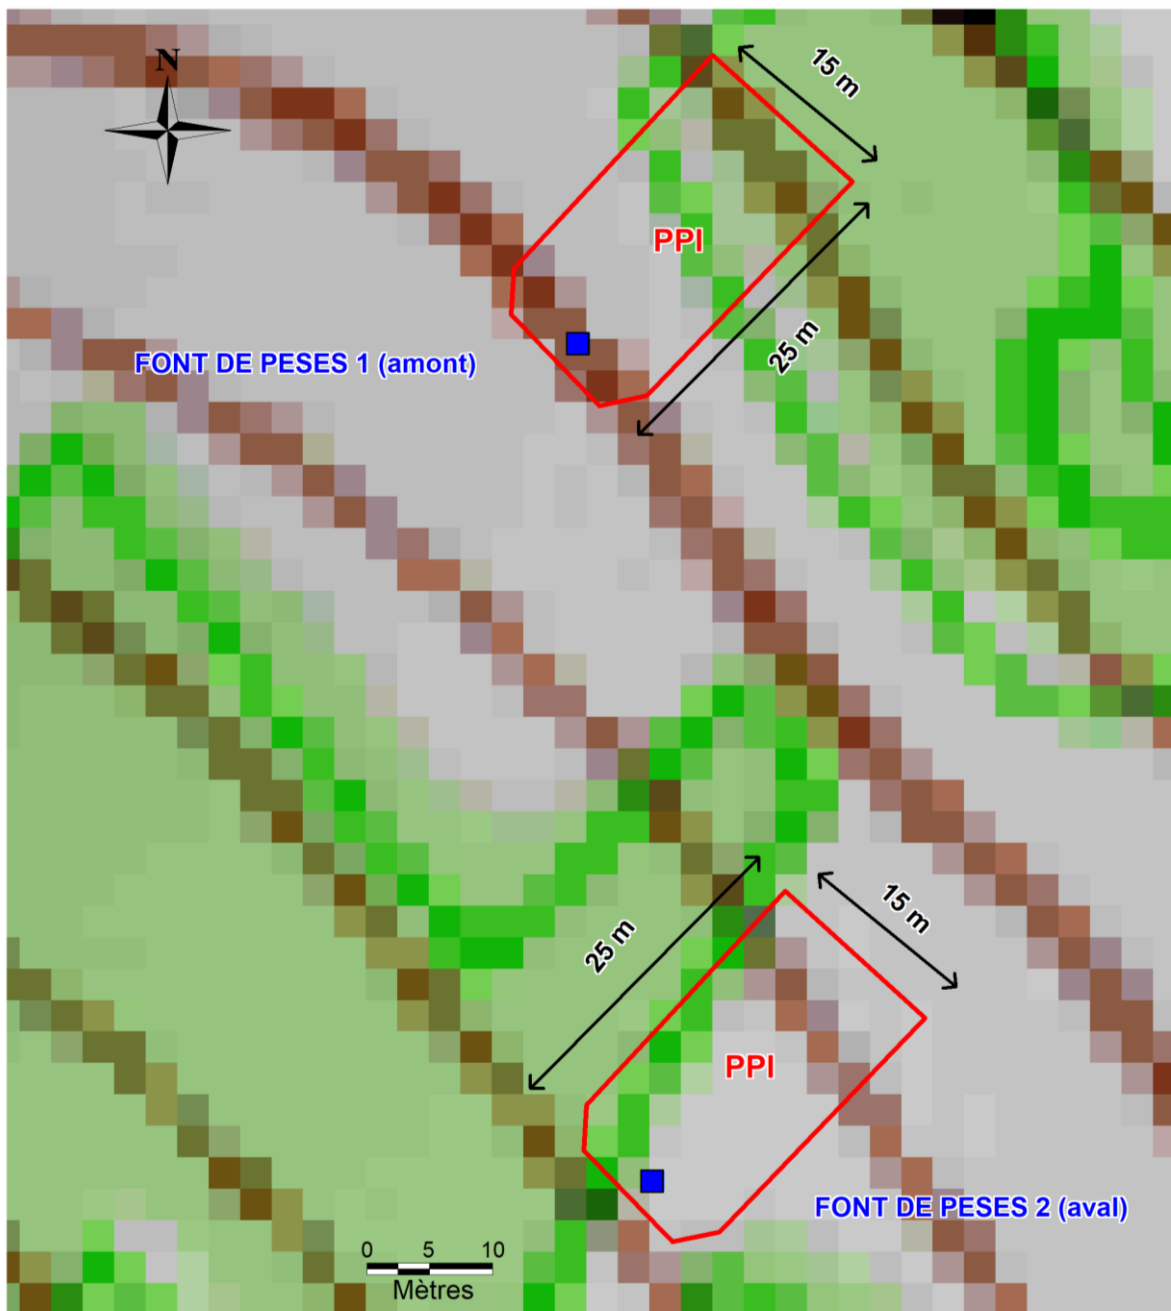 N
15 m
PPI
25 m
FONT DE PESES 1 (amont)
25 m
15 m
PPI
FONT DE PESES 2 (aval)
0 5 10
Mètres